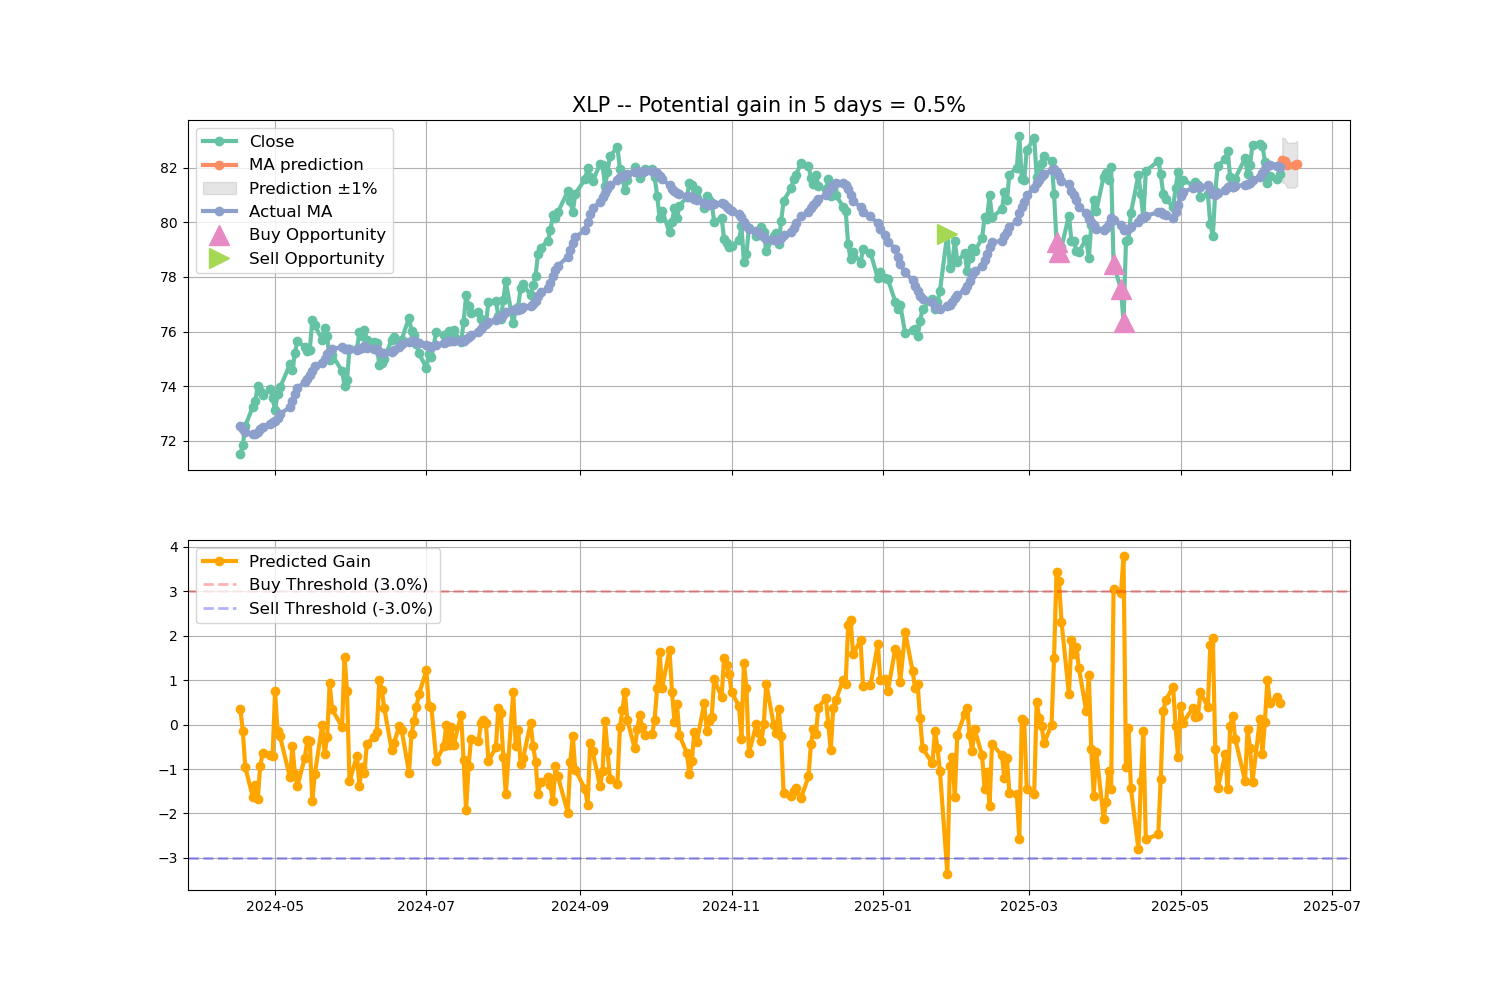 XLP -- Potential gain in 5 days = 0.5%
Close
MA prediction
Prediction ±1%
Actual MA
Buy Opportunity
Sell Opportunity
82
80
78
76
74
72
Predicted Gain
Buy Threshold (3.0%)
Sell Threshold (-3.0%)
4
3
2
1
0
−1
−2
−3
2024-05 2024-07 2024-09 2024-11 2025-01 2025-03 2025-05 2025-07